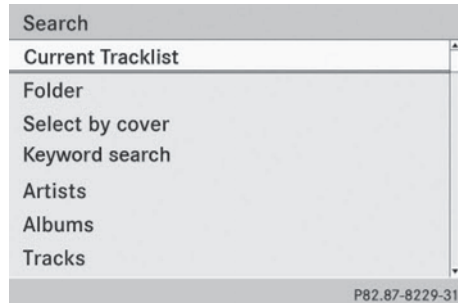 Search
Current Tracklist
Folder
Select by cover
Keyword search
Artists
Albums
Tracks
P82.87-8229-31